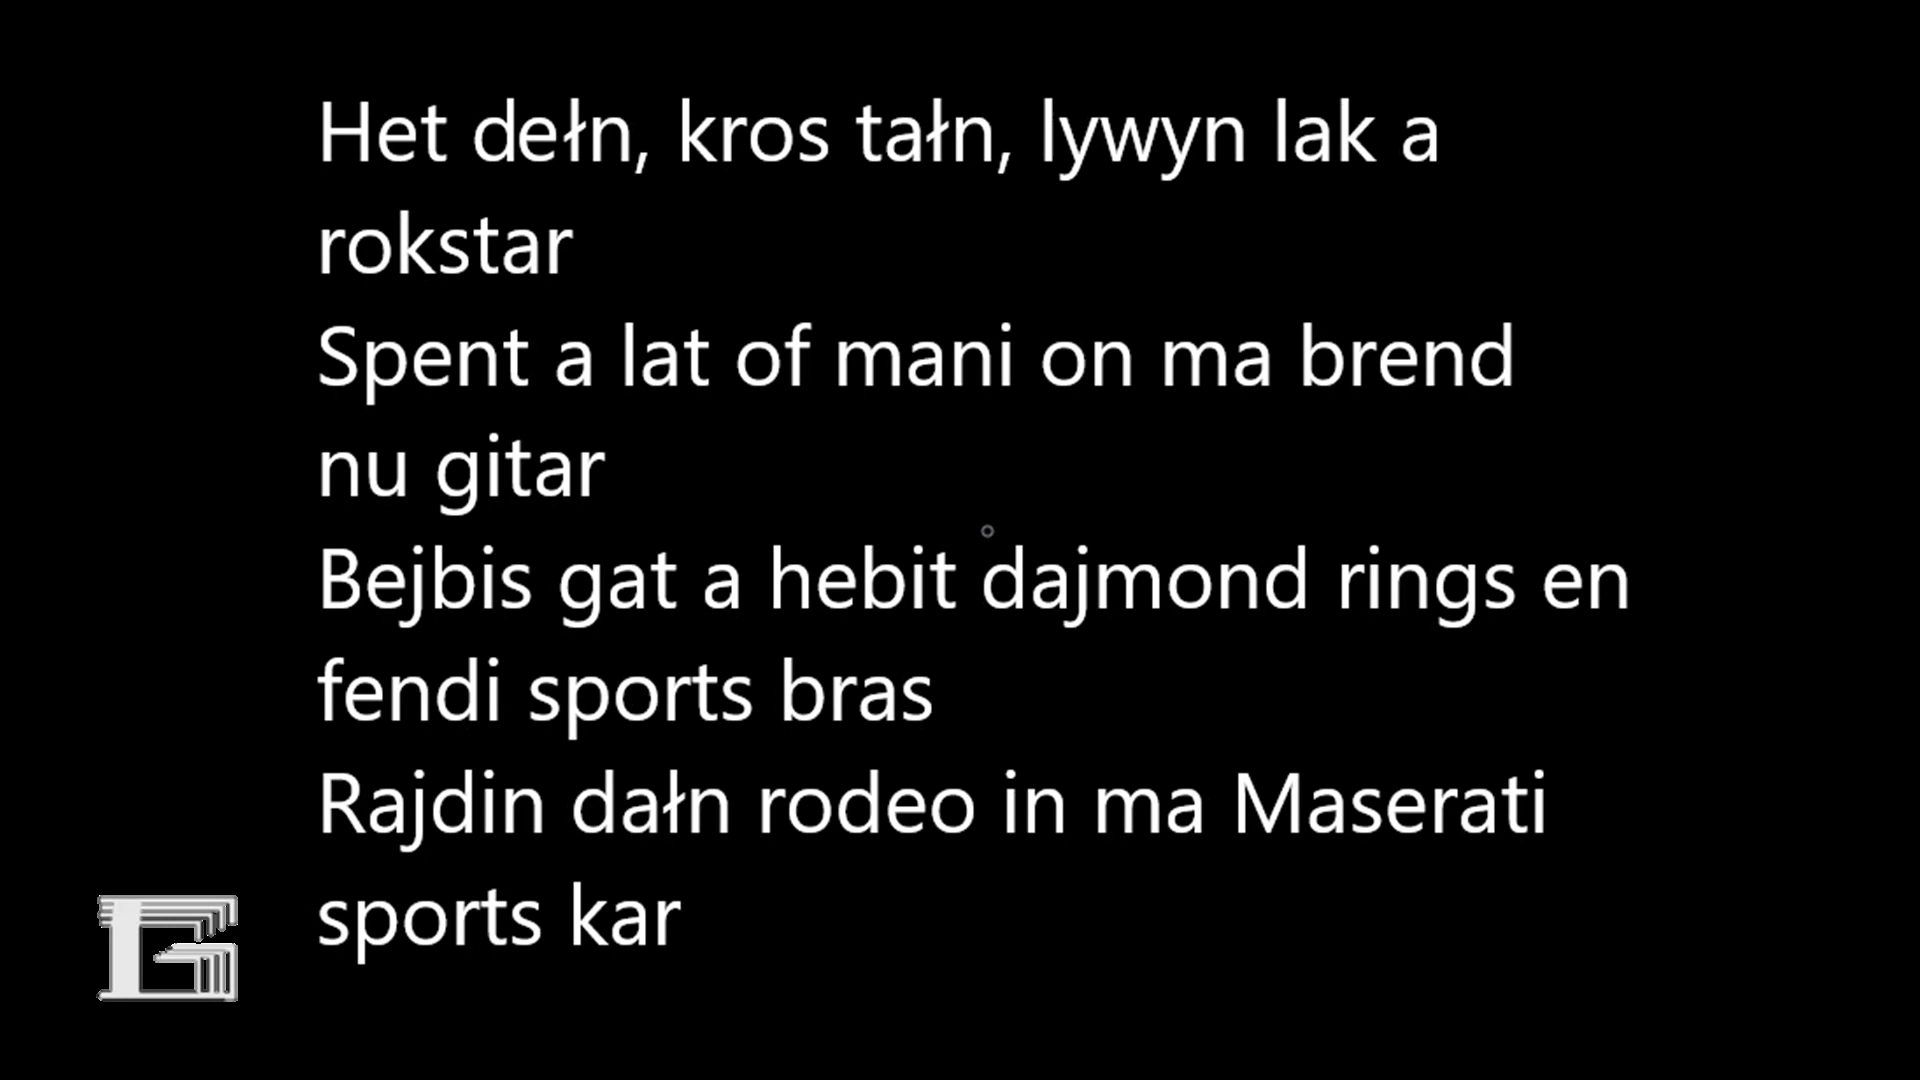 Het dełn, kros tałn, lywyn lak a
rokstar
Spent a lat of mani on ma brend
nu gitar
Bejbis gat a hebit dajmond rings en
fendi sports bras
Rajdin dałn rodeo in ma Maserati
sports kar
G